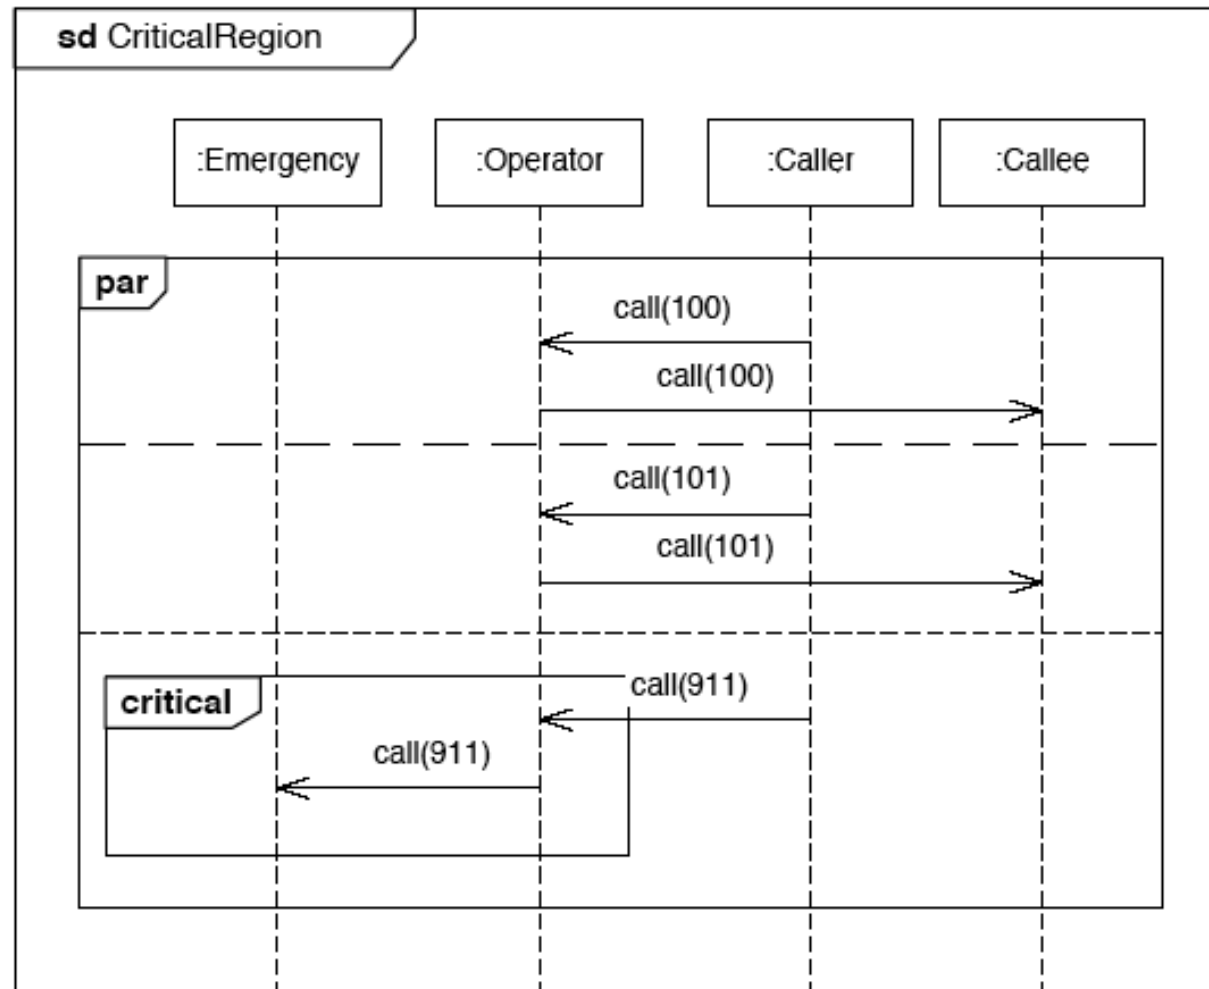 sd CriticalRegion
:Emergency :Operator :Caller :Callee
par
call(100)
call(100)
call(101)
call(101)
call(911)
critical
call(911)